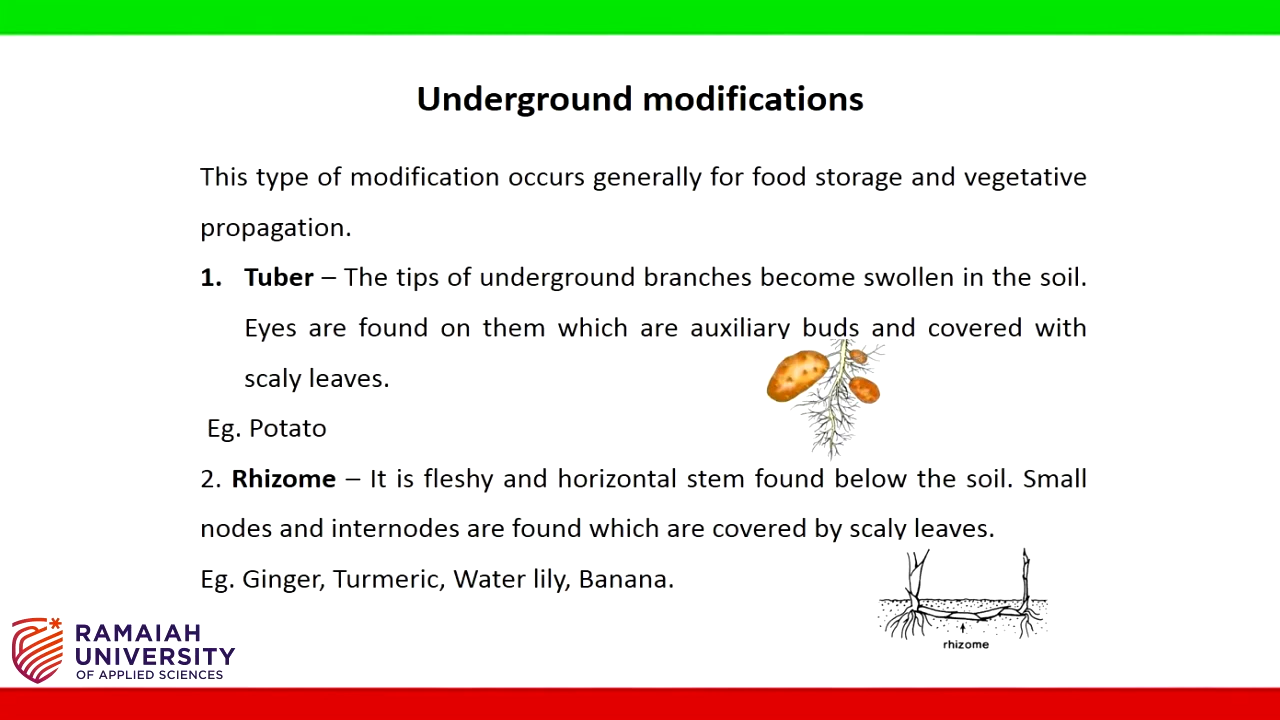 Underground modifications
This type of modification occurs generally for food storage and vegetative
propagation.
1. Tuber – The tips of underground branches become swollen in the soil.
Eyes are found on them which are auxiliary buds and covered with
scaly leaves.
Eg. Potato
2. Rhizome – It is fleshy and horizontal stem found below the soil. Small
nodes and internodes are found which are covered by scaly leaves.
Eg. Ginger, Turmeric, Water lily, Banana.
rhizome
RAMAIAH
UNIVERSITY
OF APPLIED SCIENCES